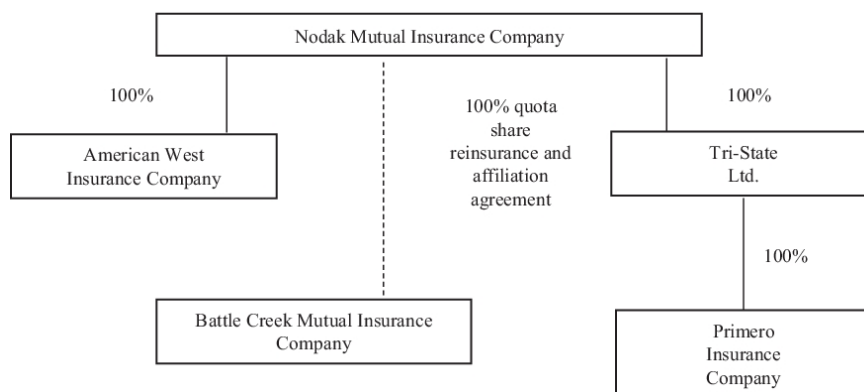 Nodak Mutual Insurance Company
100%
100% quota
share
reinsurance and
affiliation
agreement
100%
American West
Insurance Company
Tri-State
Ltd.
100%
Battle Creek Mutual Insurance
Company
Primero
Insurance
Company